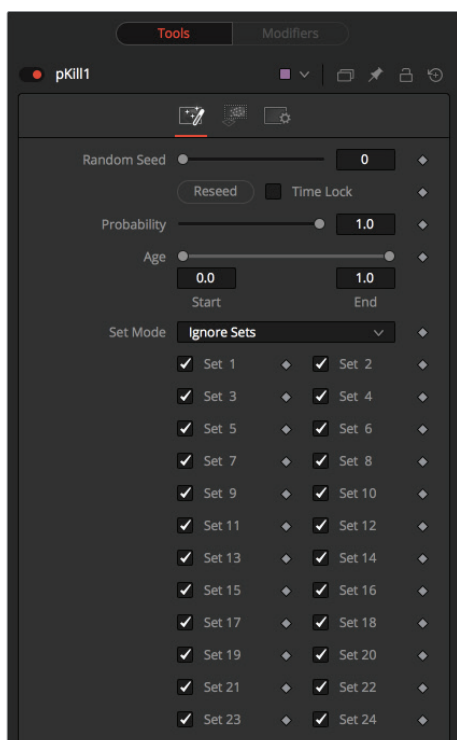 Tools Modifiers
pKill1
Random Seed 0
Reseed Time Lock
Probability 1.0
Age
0.0 1.0
Start End
Set Mode Ignore Sets
Set 1 Set 2
Set 3 Set 4
Set 5 Set 6
Set 7 Set 8
Set 9 Set 10
Set 11 Set 12
Set 13 Set 14
Set 15 Set 16
Set 17 Set 18
Set 19 Set 20
Set 21 Set 22
Set 23 Set 24